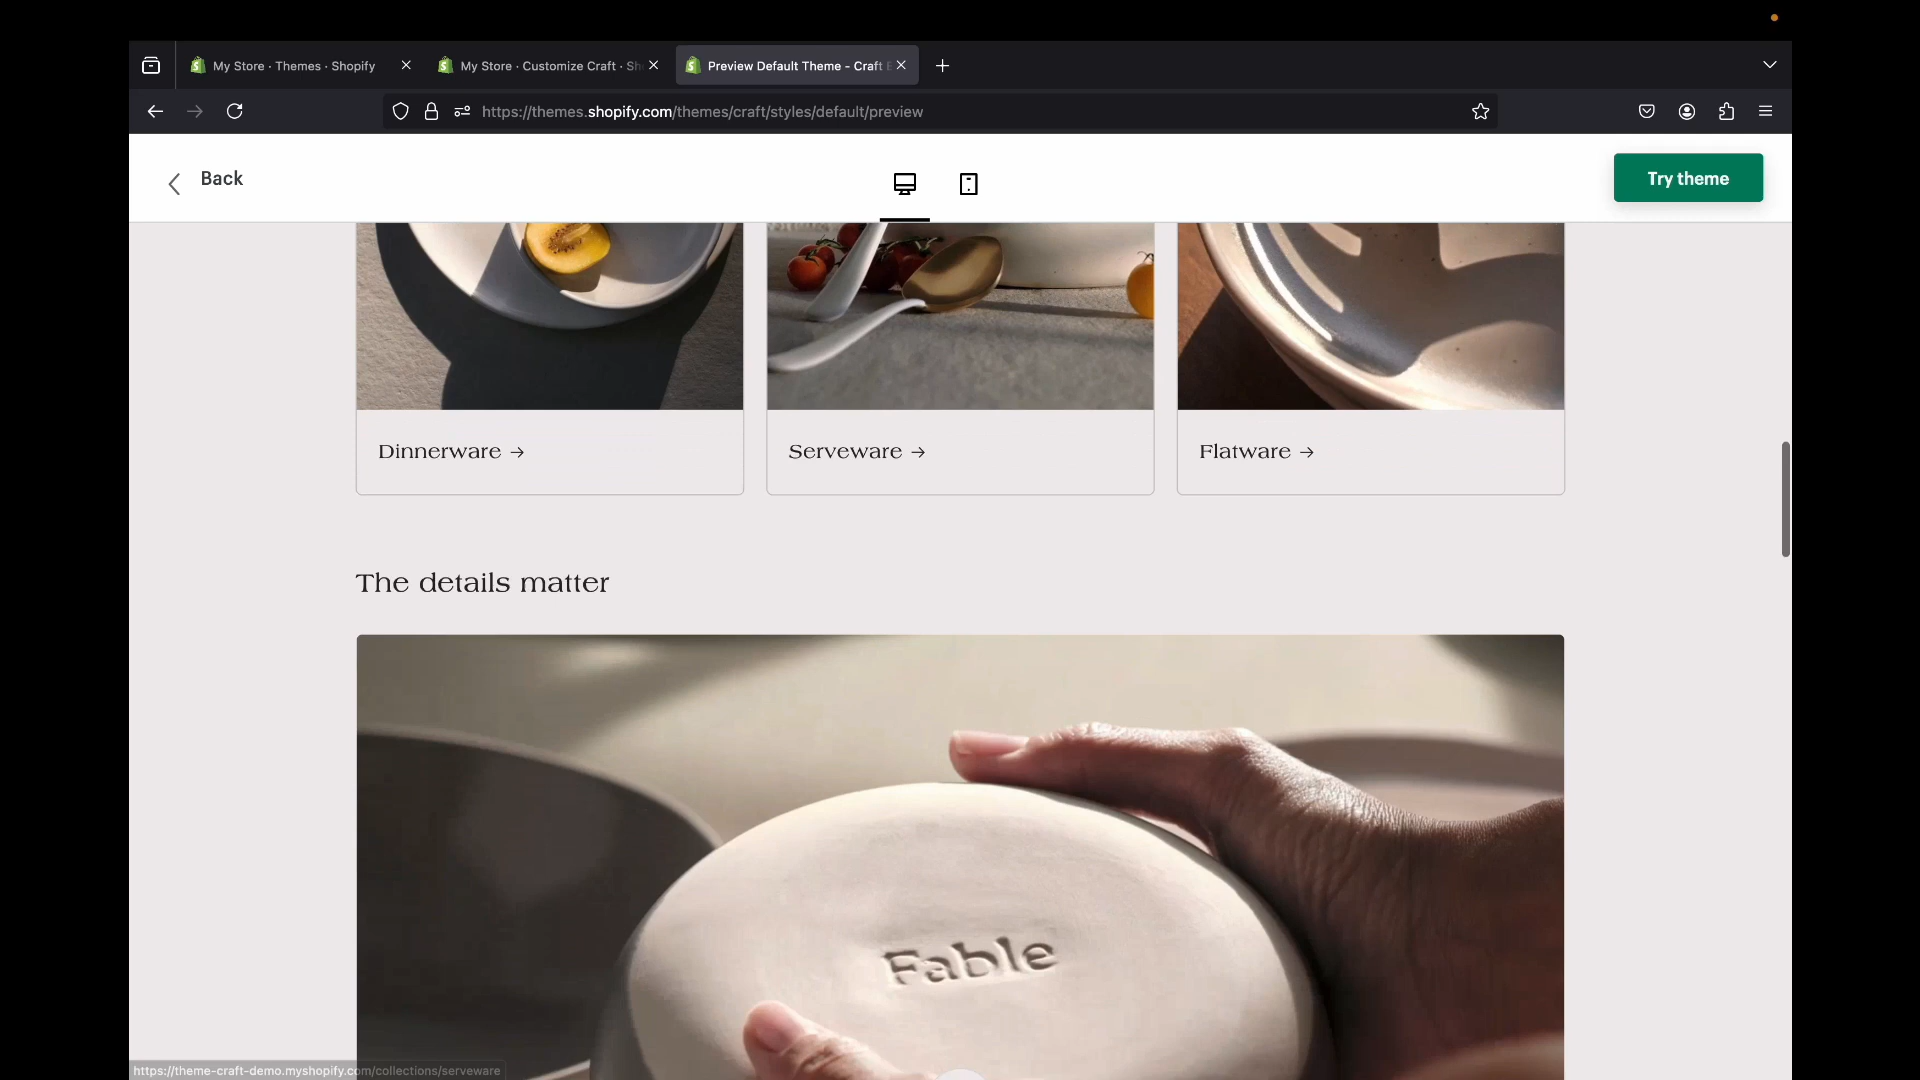 My Store · Themes · Shopify
My Store · Customize Craft · Sh
Preview Default Theme - Craft E
https://themes.shopify.com/themes/craft/styles/default/preview
Back
Try theme
Dinnerware →
Serveware →
Flatware →
The details matter
Fable
https://theme-craft-demo.myshopify.com/collections/serveware